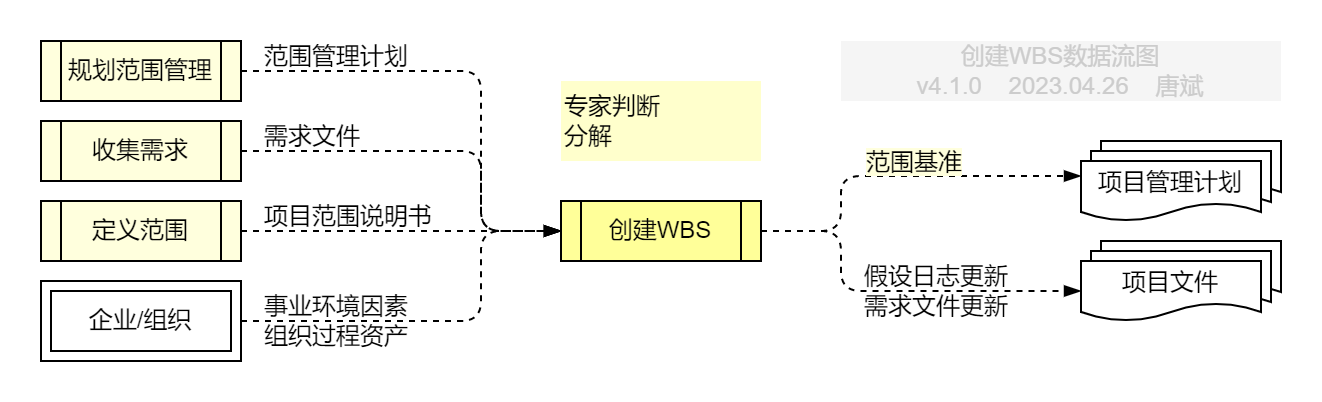 规划范围管理
范围管理计划
收集需求
需求文件
定义范围
项目范围说明书
企业/组织
事业环境因素
组织过程资产
专家判断
分解
创建WBS
创建WBS数据流图
v4.1.0 2023.04.26 唐斌
范围基准
项目管理计划
假设日志更新
需求文件更新
项目文件